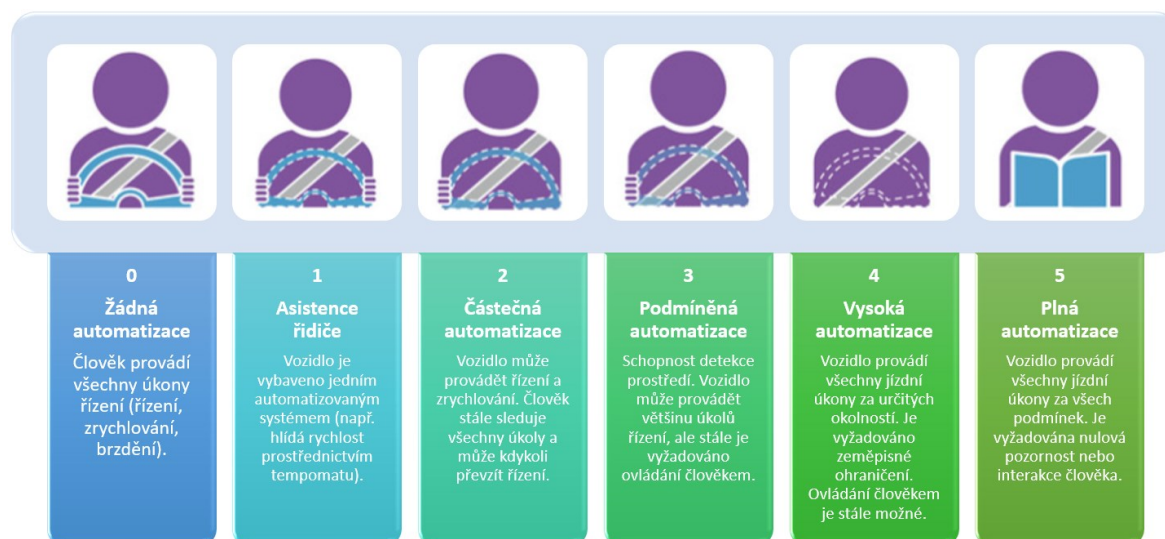 0
Žádná
automatizace
Člověk provádí
všechny úkony
řízení (řízení,
zrychlování,
brzdění).
1
Asistence
řidiče
Vozidlo je
vybaveno jedním
automatizovaným
systémem (např.
hlídá rychlost
prostřednictvím
tempomatu).
2
Částečná
automatizace
Vozidlo může
provádět řízení a
zrychlování. Člověk
stále sleduje
všechny úkoly a
může kdykoli
převzít řízení.
3
Podmíněná
automatizace
Schopnost detekce
prostředí. Vozidlo
může provádět
většinu úkolů
řízení, ale stále je
vyžadováno
ovládání člověkem.
4
Vysoká
automatizace
Vozidlo provádí
všechny jízdní
úkony za určitých
okolností. Je
vyžadováno
zeměpisné
ohraničení.
Ovládání člověkem
je stále možné.
5
Plná
automatizace
Vozidlo provádí
všechny jízdní
úkony za všech
podmínek. Je
vyžadována nulová
pozornost nebo
interakce člověka.